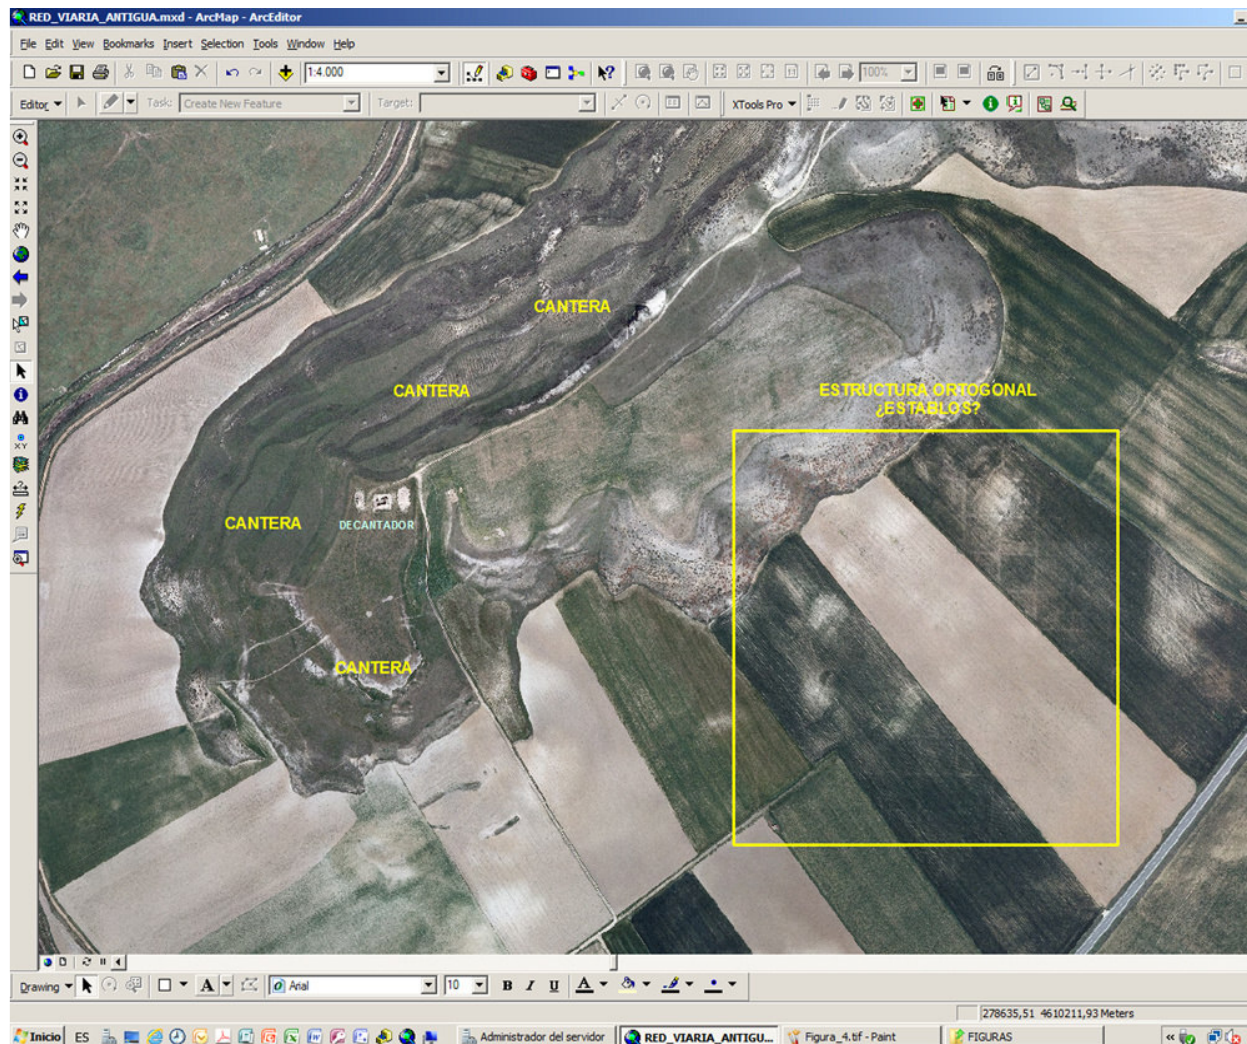 RED_VIARIA_ANTIGUA.mxd - ArcMap - ArcEditor
File Edit View Bookmarks Insert Selection Tools Window Help
1:4.000
100%
Editor Task: Create New Feature Target: XTools Pro
CANTERA
CANTERA
ESTRUCTURA ORTOGONAL
¿ESTABLOS?
CANTERA
DECANTADOR
CANTERA
Drawing A Arial 10 B I U A
278635,51 4610211,93 Meters
Inicio ES Administrador del servidor RED_VIARIA_ANTIGU... Figura_4.tif - Paint FIGURAS